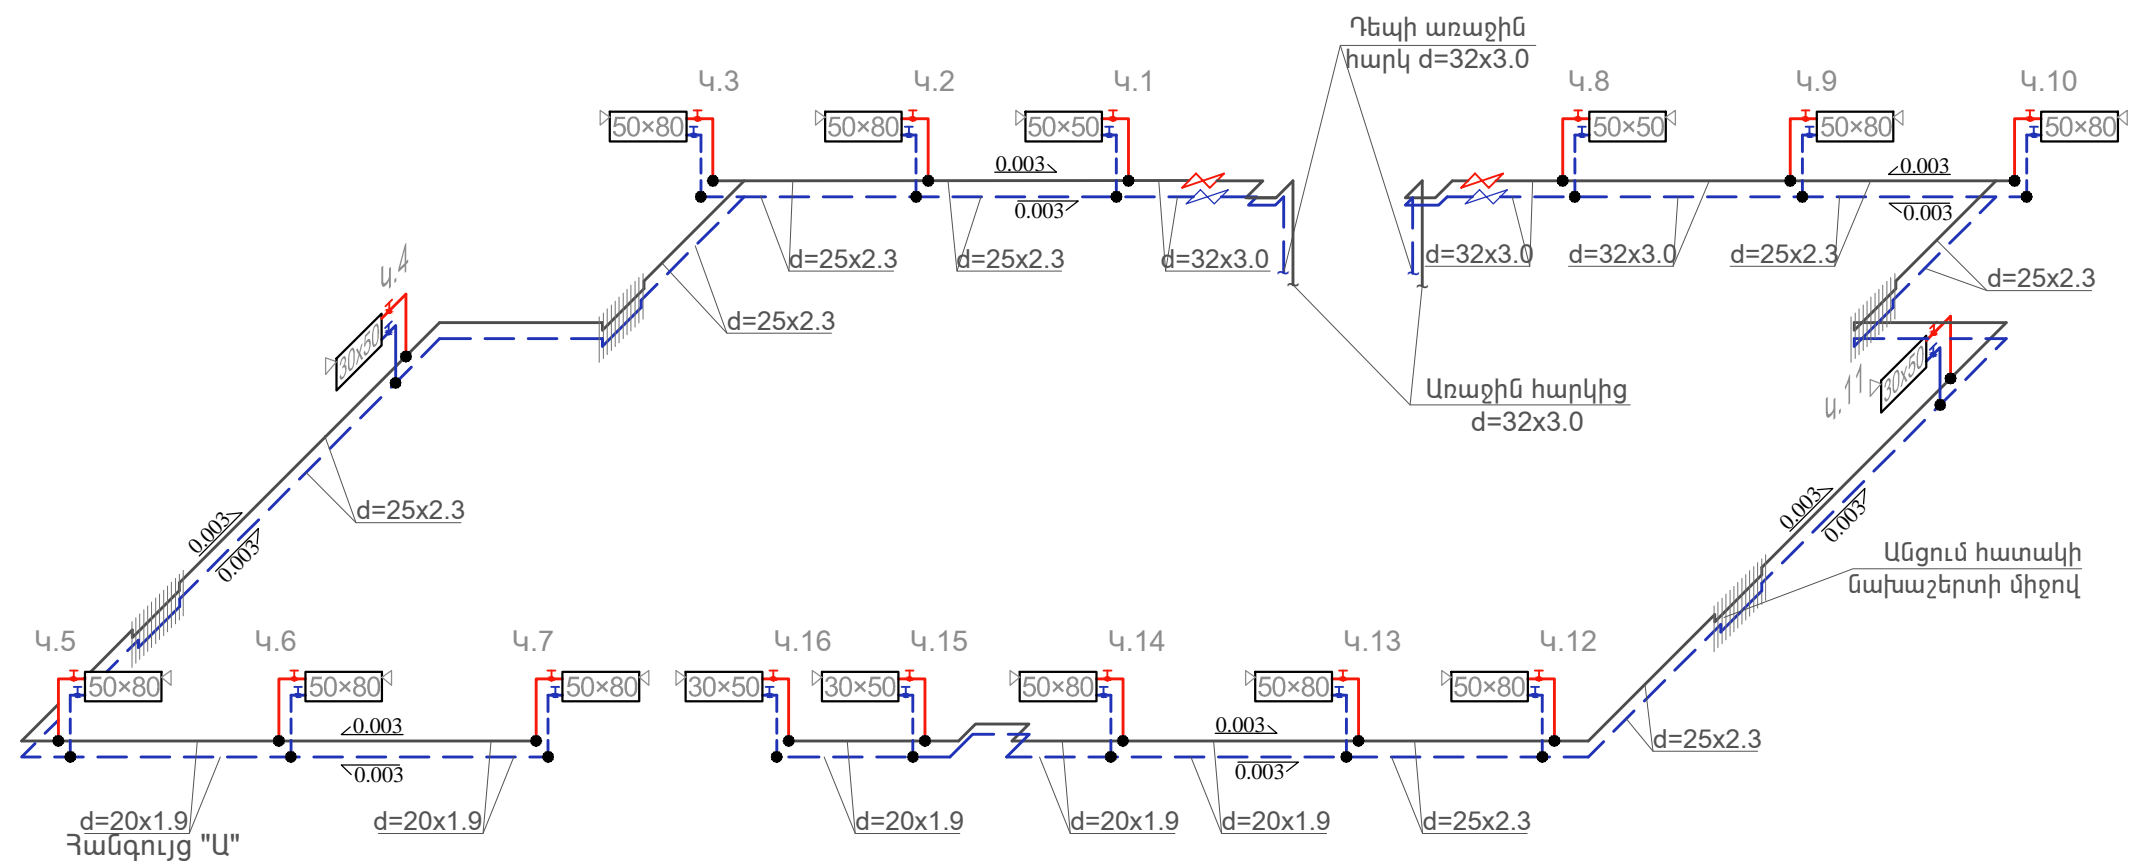 Դեպի առաջին
հարկ d=32x3.0
Կ.3
Կ.2
Կ.1
Կ.8
Կ.9
Կ.10
50×80
50×80
50×50
50×50
50×80
50×80
0.003
0.003
0.003
0.003
d=25x2.3
d=25x2.3
d=32x3.0
d=32x3.0
d=32x3.0
d=25x2.3
կ.4
d=25x2.3
d=25x2.3
30x50
30x50
կ.11
Առաջին հարկից
d=32x3.0
d=25x2.3
0.003
0.003
0.003
0.003
Անցում հատակի
նախաշերտի միջով
Կ.5
Կ.6
Կ.7
Կ.16
Կ.15
Կ.14
Կ.13
Կ.12
50×80
50×80
50×80
30×50
30×50
50×80
50×80
50×80
0.003
0.003
0.003
0.003
d=25x2.3
d=20x1.9
d=20x1.9
d=20x1.9
d=20x1.9
d=20x1.9
d=25x2.3
Հանգույց "Ա"